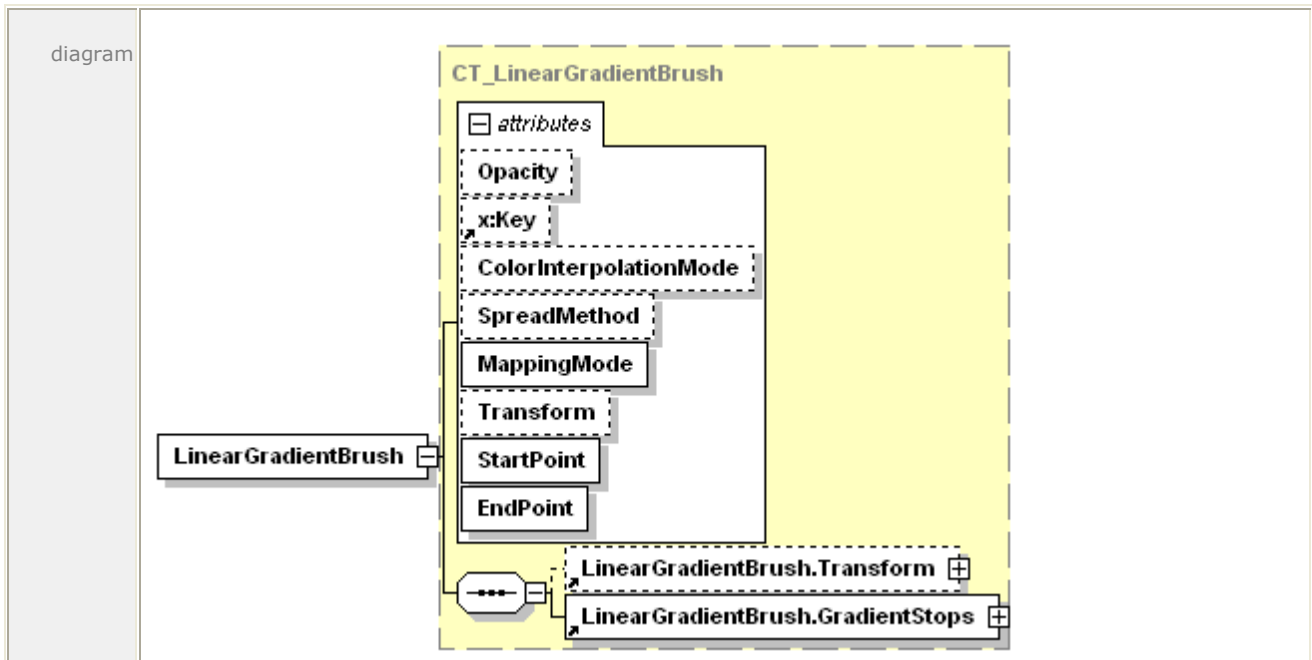 diagram
CT_LinearGradientBrush
attributes
Opacity
x:Key
ColorInterpolationMode
SpreadMethod
MappingMode
Transform
StartPoint
EndPoint
LinearGradientBrush
LinearGradientBrush.Transform
LinearGradientBrush.GradientStops